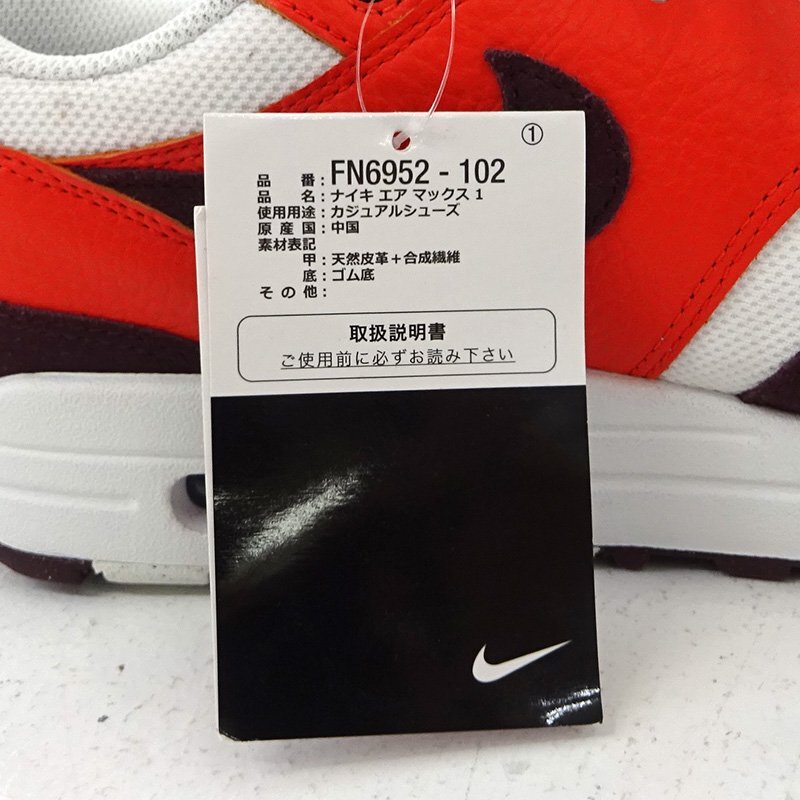 ①
品番：FN6952 - 102
品名：ナイキ エア マックス 1
使用用途：カジュアルシューズ
原産国：中国
素材表記
甲：天然皮革＋合成繊維
底：ゴム底
その他：
取扱説明書
ご使用前に必ずお読み下さい